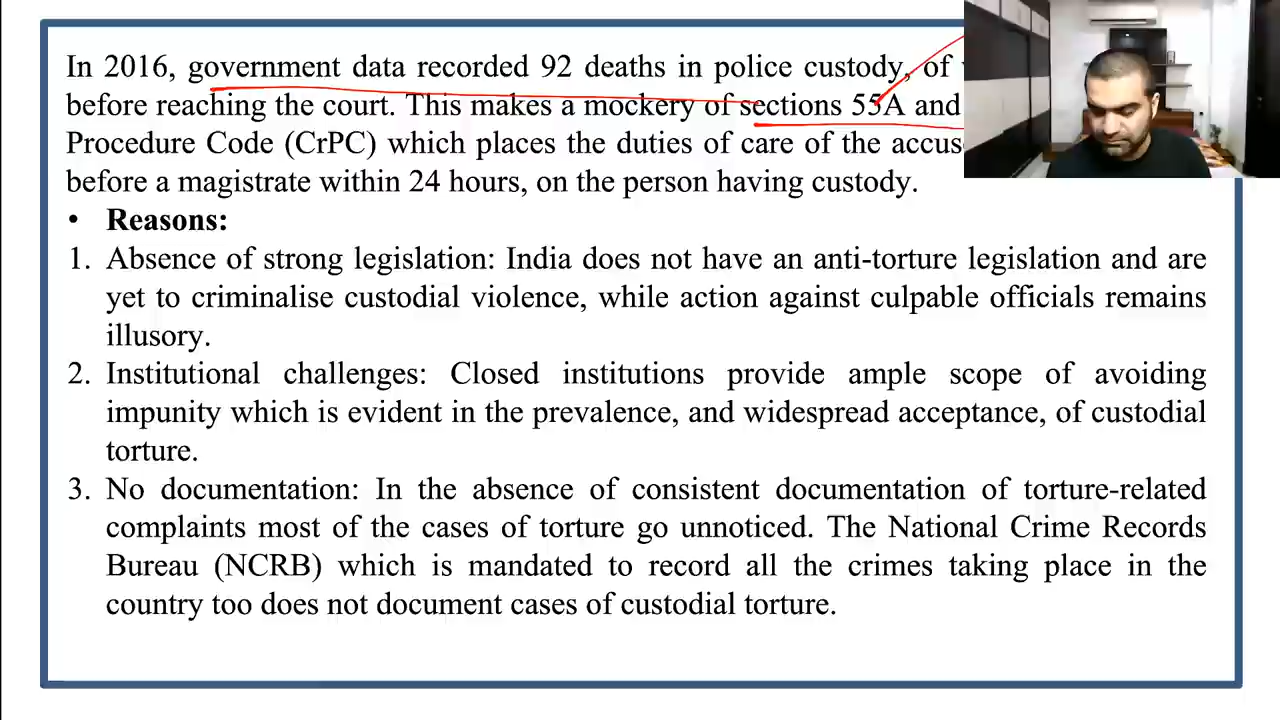 In 2016, government data recorded 92 deaths in police custody, of
before reaching the court. This makes a mockery of sections 55A and
Procedure Code (CrPC) which places the duties of care of the
before a magistrate within 24 hours, on the person having custody.
• Reasons:
1. Absence of strong legislation: India does not have an anti-torture legislation and are
yet to criminalise custodial violence, while action against culpable officials remains
illusory.
2. Institutional challenges: Closed institutions provide ample scope of avoiding
impunity which is evident in the prevalence, and widespread acceptance, of custodial
torture.
3. No documentation: In the absence of consistent documentation of torture-related
complaints most of the cases of torture go unnoticed. The National Crime Records
Bureau (NCRB) which is mandated to record all the crimes taking place in the
country too does not document cases of custodial torture.